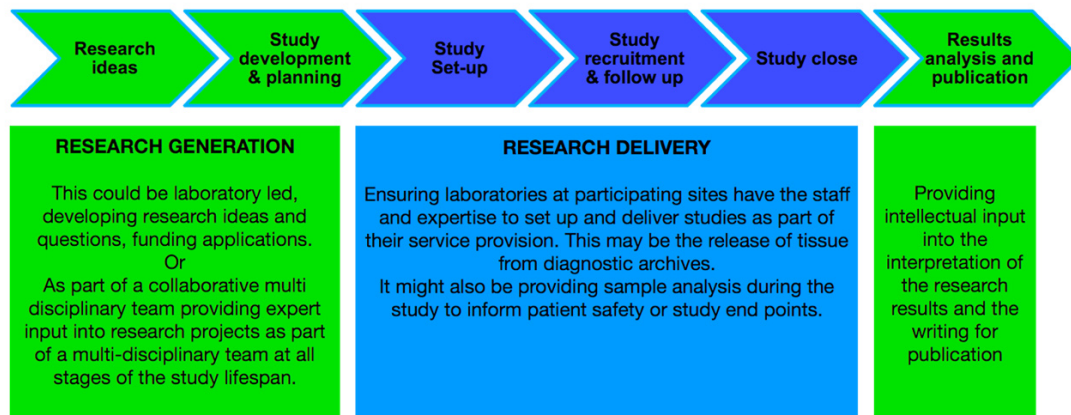 Research
ideas
Study
development
& planning
Study
Set-up
Study
recruitment
& follow up
Study close
Results
analysis and
publication
RESEARCH GENERATION
This could be laboratory led,
developing research ideas and
questions, funding applications.
Or
As part of a collaborative multi
disciplinary team providing expert
input into research projects as part
of a multi-disciplinary team at all
stages of the study lifespan.
RESEARCH DELIVERY
Ensuring laboratories at participating sites have the staff
and expertise to set up and deliver studies as part of
their service provision. This may be the release of tissue
from diagnostic archives.
It might also be providing sample analysis during the
study to inform patient safety or study end points.
Providing
intellectual input
into the
interpretation of
the research
results and the
writing for
publication